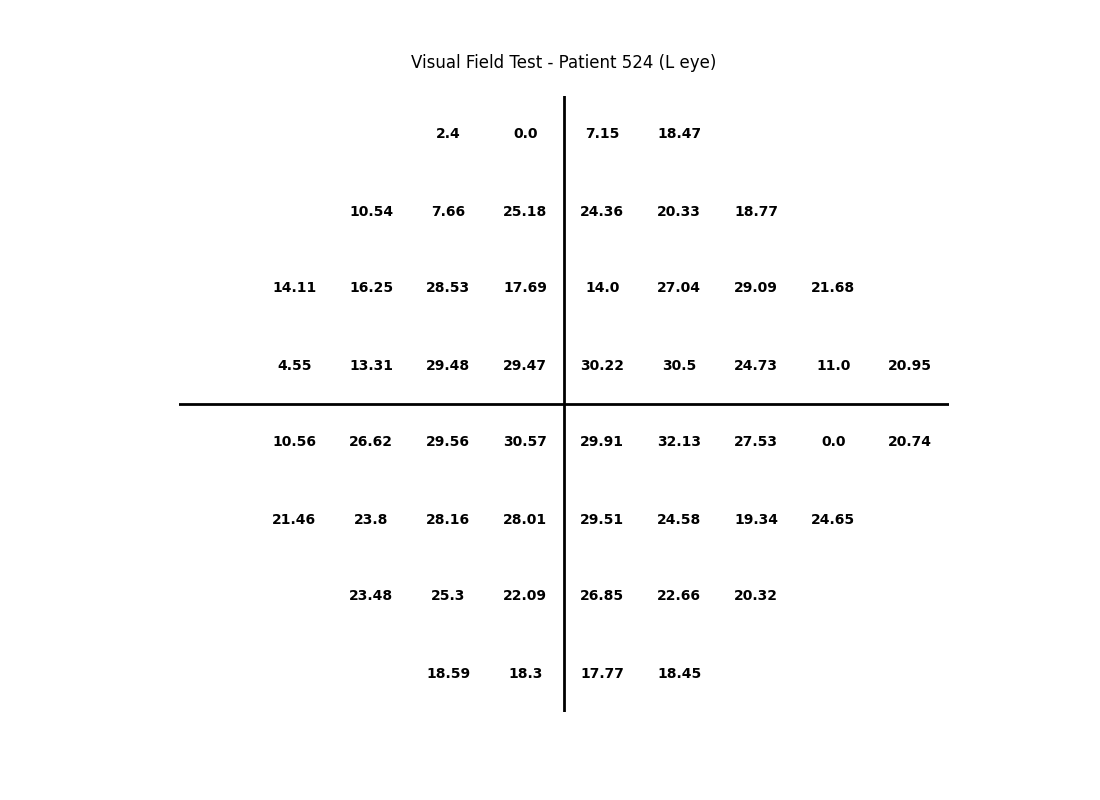 Visual Field Test - Patient 524 (L eye)
2.4 0.0 7.15 18.47
10.54 7.66 25.18 24.36 20.33 18.77
14.11 16.25 28.53 17.69 14.0 27.04 29.09 21.68
4.55 13.31 29.48 29.47 30.22 30.5 24.73 11.0 20.95
10.56 26.62 29.56 30.57 29.91 32.13 27.53 0.0 20.74
21.46 23.8 28.16 28.01 29.51 24.58 19.34 24.65
23.48 25.3 22.09 26.85 22.66 20.32
18.59 18.3 17.77 18.45